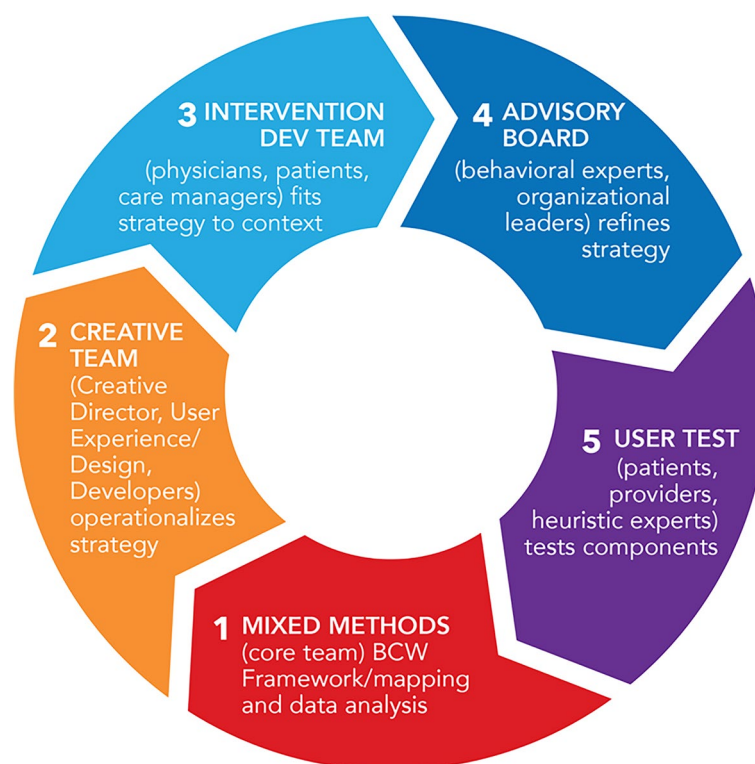 3 INTERVENTION
DEV TEAM
(physicians, patients,
care managers) fits
strategy to context
4 ADVISORY
BOARD
(behavioral experts,
organizational
leaders) refines
strategy
2 CREATIVE
TEAM
(Creative
Director, User
Experience/
Design,
Developers)
operationalizes
strategy
5 USER TEST
(patients,
providers,
heuristic experts)
tests components
1 MIXED METHODS
(core team) BCW
Framework/mapping
and data analysis